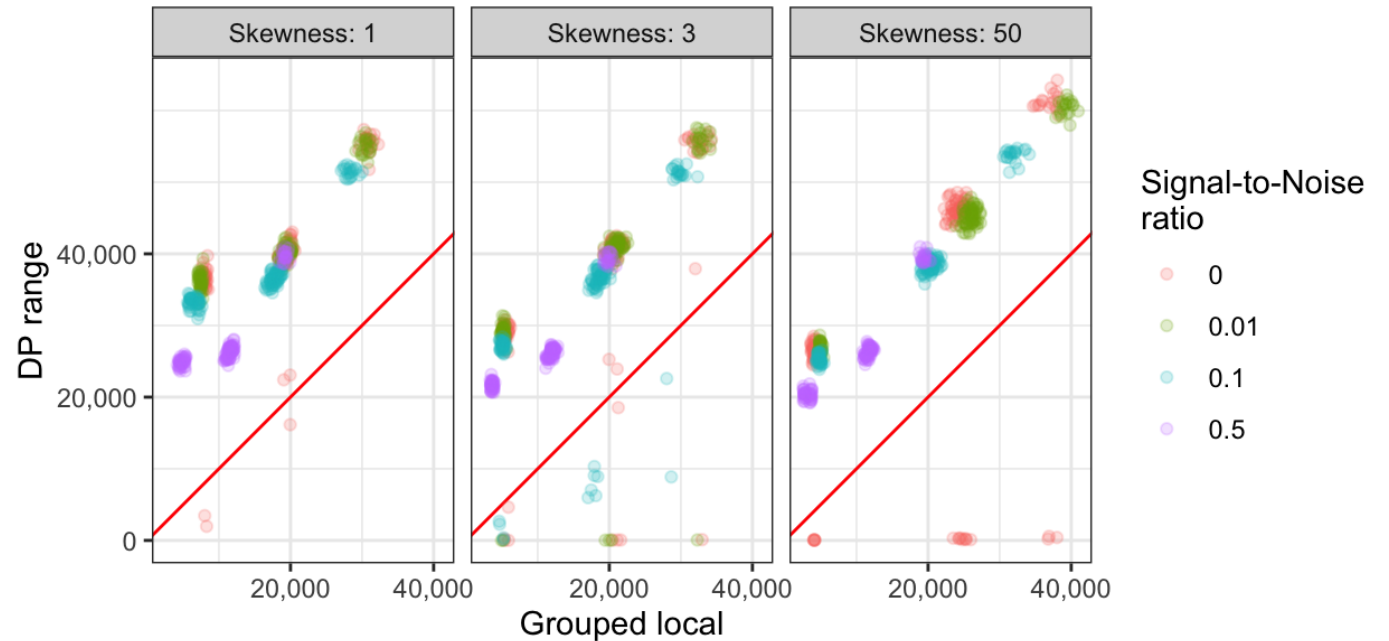 Skewness: 1
Skewness: 3
Skewness: 50
DP range
40,000
20,000
0
20,000
40,000
20,000
40,000
20,000
40,000
Grouped local
Signal-to-Noise
ratio
0
0.01
0.1
0.5